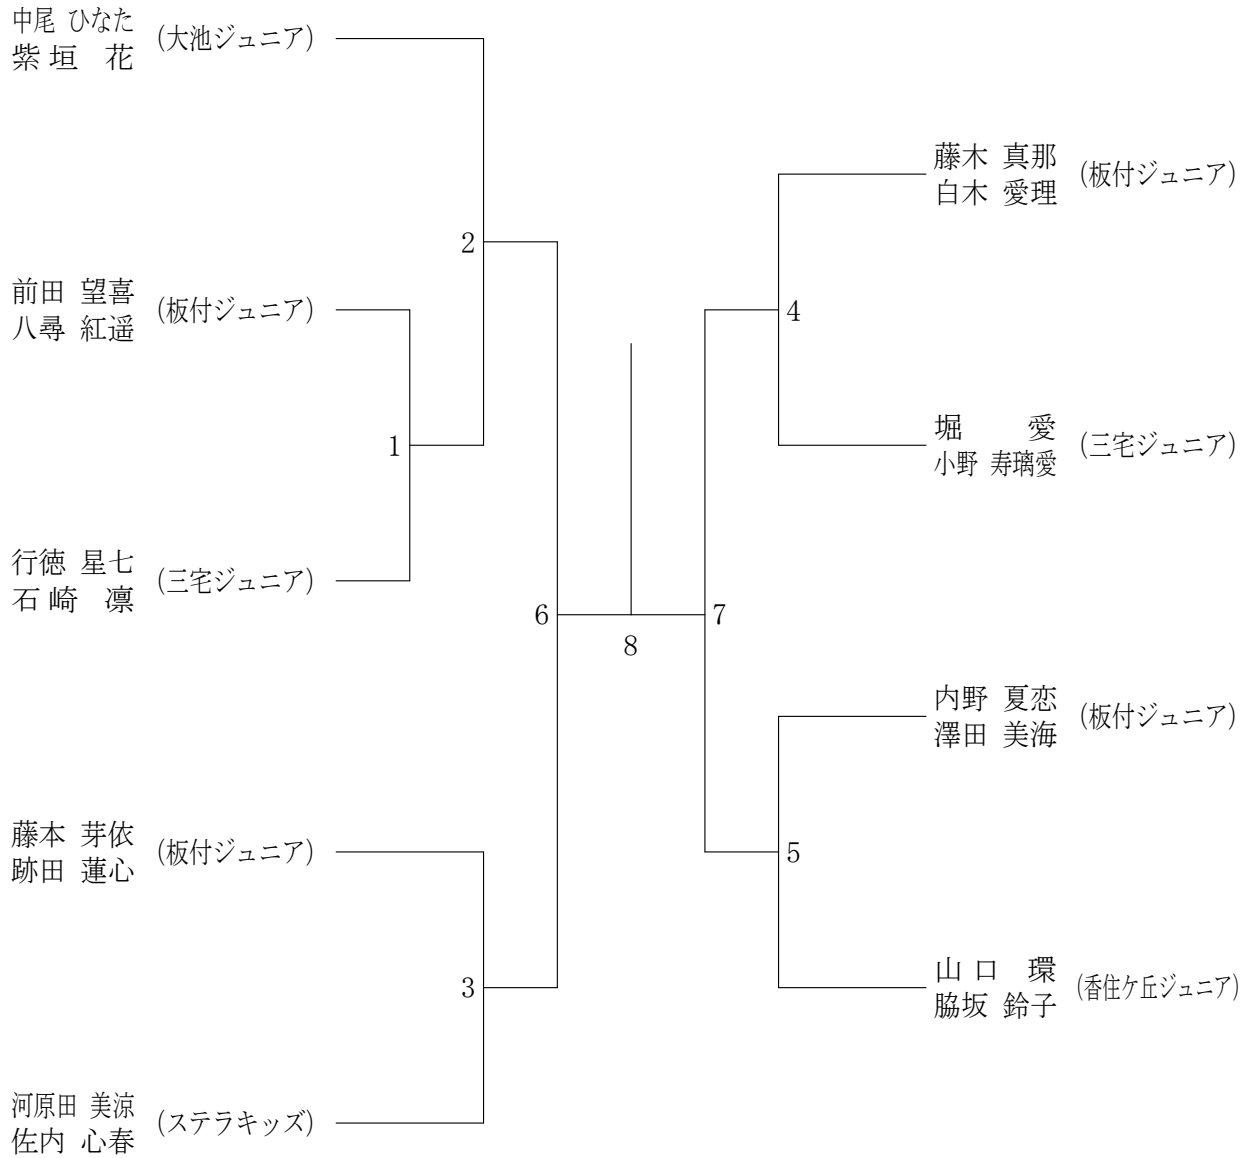 中尾 ひなた
紫垣 花
(大池ジュニア)
2
前田 望喜
八尋 紅遥
(板付ジュニア)
1
行徳 星七
石崎 凛
(三宅ジュニア)
6
藤本 芽依
跡田 蓮心
(板付ジュニア)
3
河原田 美涼
佐内 心春
(ステラキッズ)
8
藤木 真那
白木 愛理
(板付ジュニア)
4
堀 愛
小野 寿璃愛
(三宅ジュニア)
7
内野 夏恋
澤田 美海
(板付ジュニア)
5
山口 環
脇坂 鈴子
(香住ケ丘ジュニア)